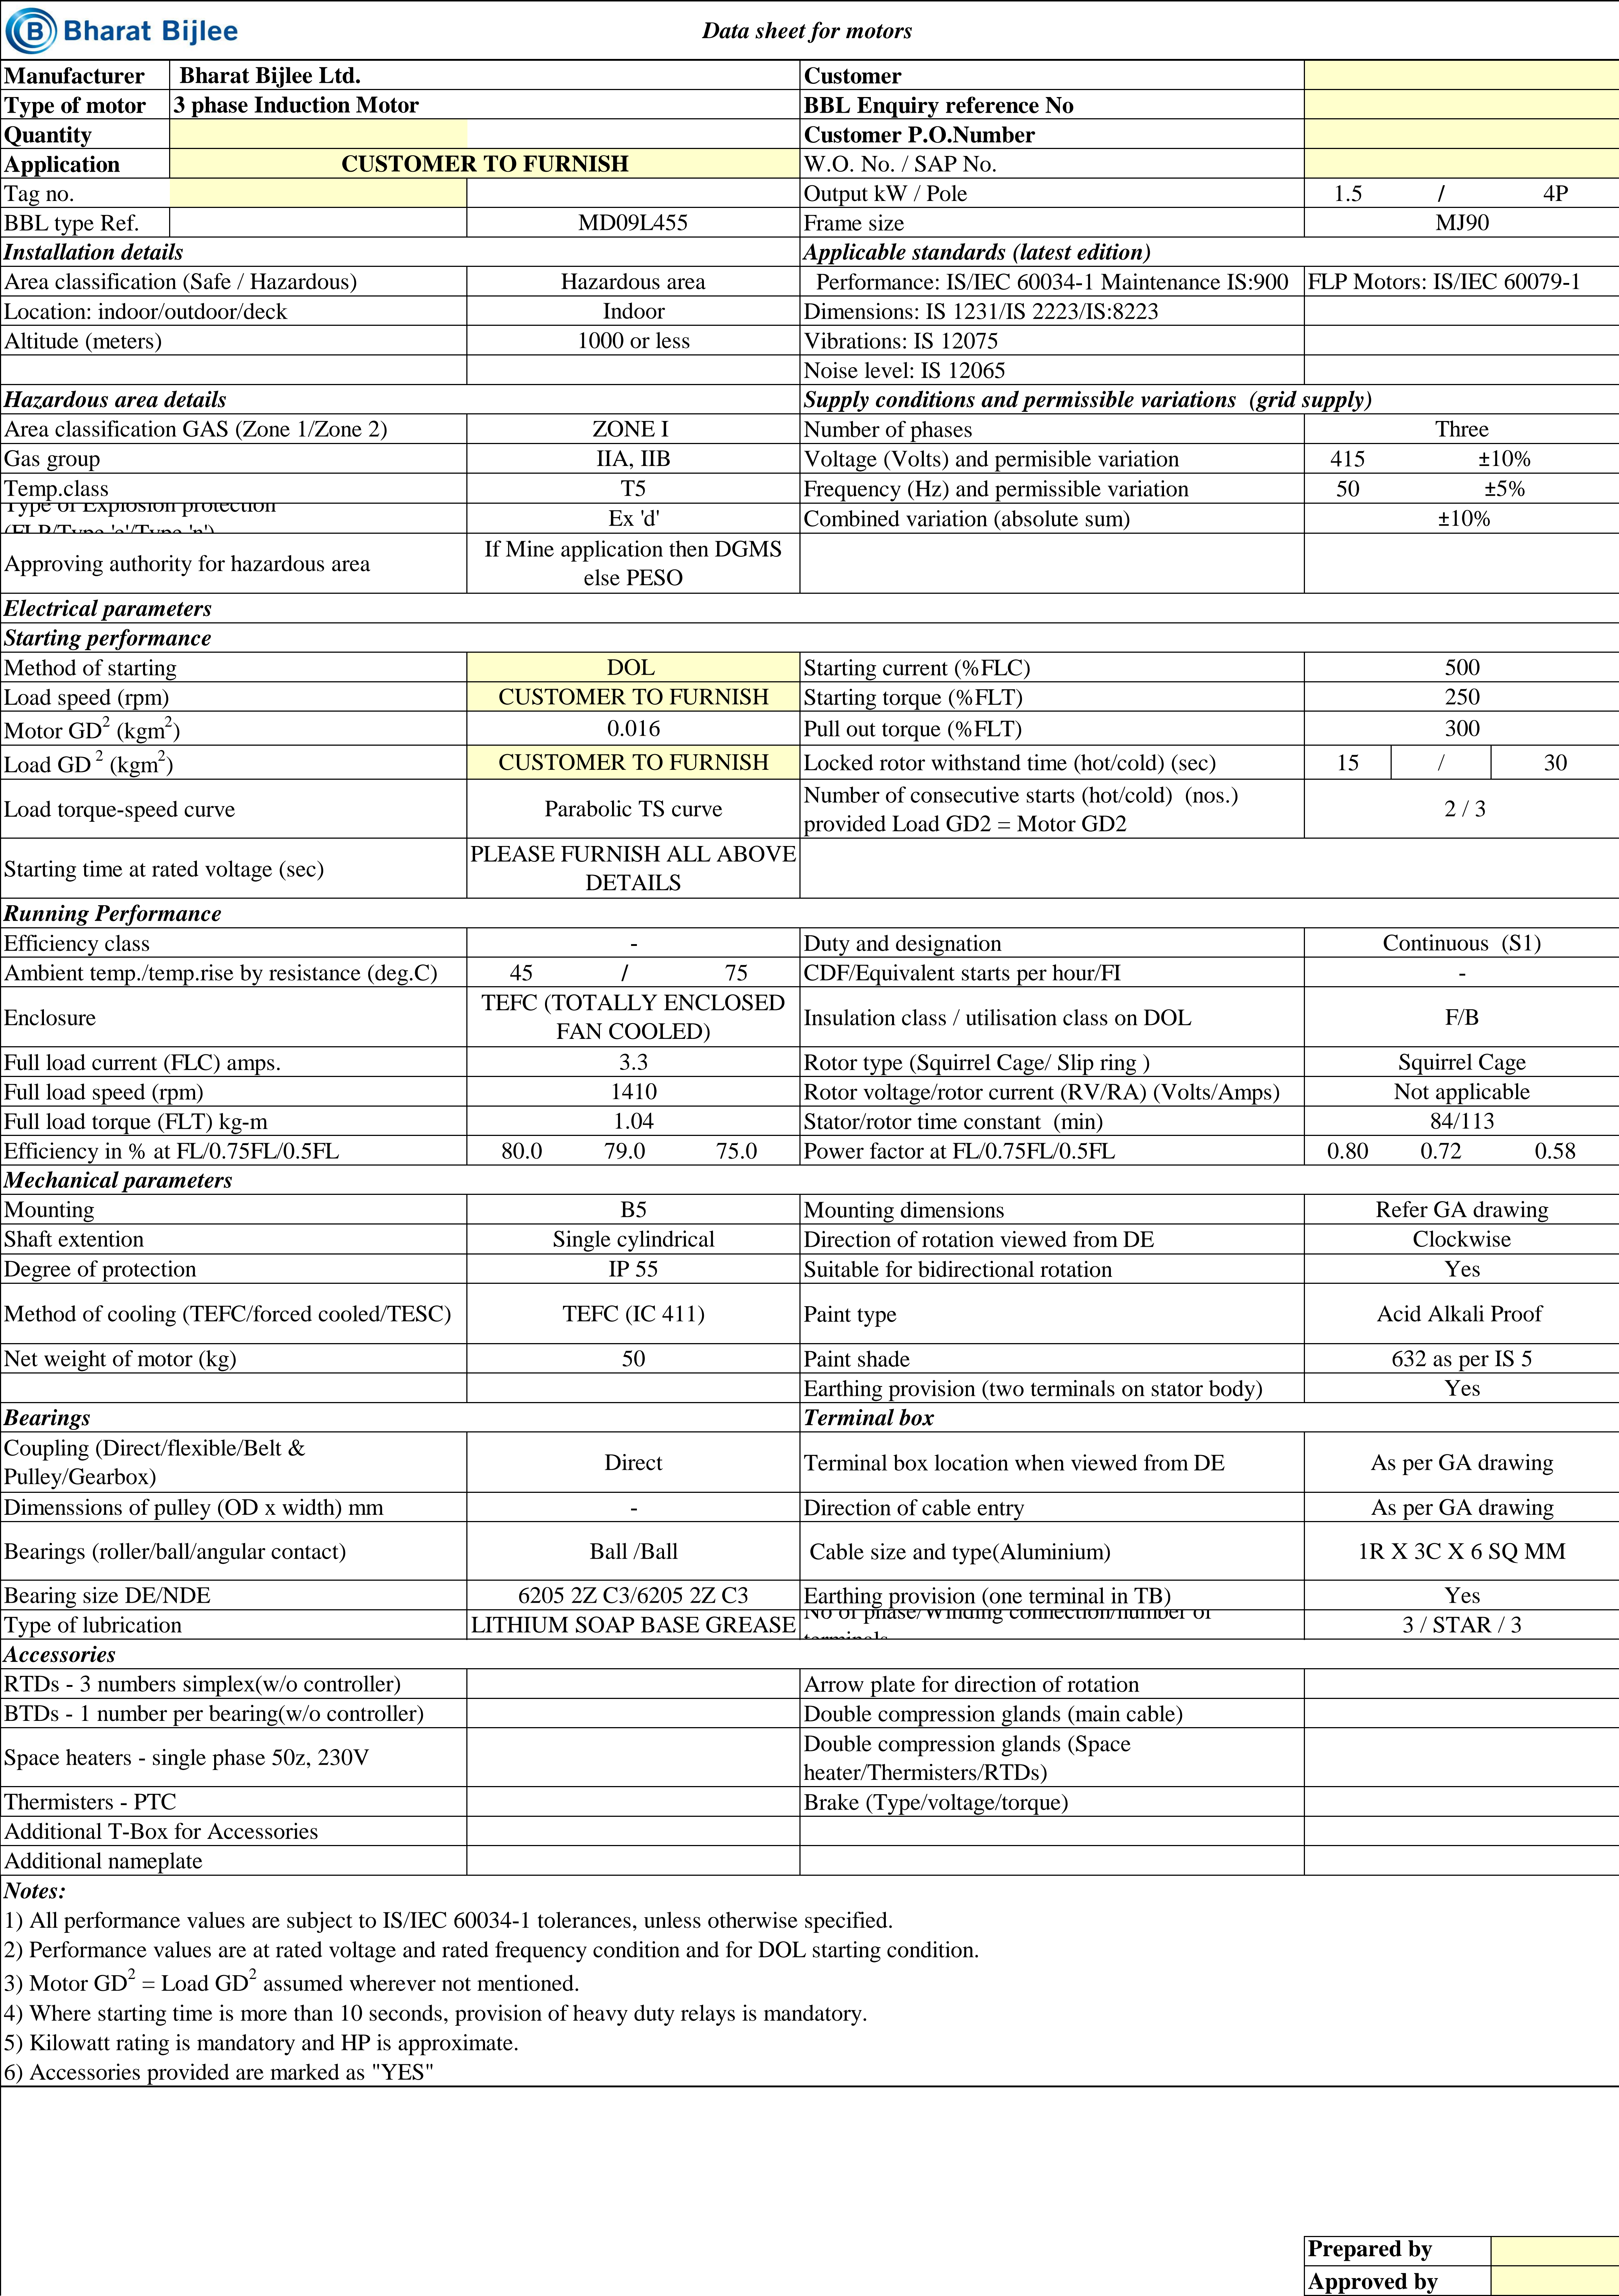 B Bharat Bijlee
Data sheet for motors
Manufacturer Bharat Bijlee Ltd. Customer
Type of motor 3 phase Induction Motor BBL Enquiry reference No
Quantity Customer P.O.Number
Application CUSTOMER TO FURNISH W.O. No. / SAP No.
Tag no. Output kW / Pole 1.5 / 4P
BBL type Ref. MD09L455 Frame size MJ90
Installation details Applicable standards (latest edition)
Area classification (Safe / Hazardous) Hazardous area Performance: IS/IEC 60034-1 Maintenance IS:900 FLP Motors: IS/IEC 60079-1
Location: indoor/outdoor/deck Indoor Dimensions: IS 1231/IS 2223/IS:8223
Altitude (meters) 1000 or less Vibrations: IS 12075
Noise level: IS 12065
Hazardous area details Supply conditions and permissible variations (grid supply)
Area classification GAS (Zone 1/Zone 2) ZONE I Number of phases Three
Gas group IIA, IIB Voltage (Volts) and permisible variation 415 ±10%
Temp.class T5 Frequency (Hz) and permissible variation 50 ±5%
Type of Explosion protection
(FLP/Type 'e'/Type 'n') Ex 'd' Combined variation (absolute sum) ±10%
Approving authority for hazardous area If Mine application then DGMS
else PESO
Electrical parameters
Starting performance
Method of starting DOL Starting current (%FLC) 500
Load speed (rpm) CUSTOMER TO FURNISH Starting torque (%FLT) 250
Motor GD² (kgm²) 0.016 Pull out torque (%FLT) 300
Load GD ² (kgm²) CUSTOMER TO FURNISH Locked rotor withstand time (hot/cold) (sec) 15 / 30
Load torque-speed curve Parabolic TS curve Number of consecutive starts (hot/cold) (nos.)
provided Load GD2 = Motor GD2 2 / 3
Starting time at rated voltage (sec) PLEASE FURNISH ALL ABOVE
DETAILS
Running Performance
Efficiency class - Duty and designation Continuous (S1)
Ambient temp./temp.rise by resistance (deg.C) 45 / 75 CDF/Equivalent starts per hour/FI -
Enclosure TEFC (TOTALLY ENCLOSED
FAN COOLED) Insulation class / utilisation class on DOL F/B
Full load current (FLC) amps. 3.3 Rotor type (Squirrel Cage/ Slip ring ) Squirrel Cage
Full load speed (rpm) 1410 Rotor voltage/rotor current (RV/RA) (Volts/Amps) Not applicable
Full load torque (FLT) kg-m 1.04 Stator/rotor time constant (min) 84/113
Efficiency in % at FL/0.75FL/0.5FL 80.0 79.0 75.0 Power factor at FL/0.75FL/0.5FL 0.80 0.72 0.58
Mechanical parameters
Mounting B5 Mounting dimensions Refer GA drawing
Shaft extention Single cylindrical Direction of rotation viewed from DE Clockwise
Degree of protection IP 55 Suitable for bidirectional rotation Yes
Method of cooling (TEFC/forced cooled/TESC) TEFC (IC 411) Paint type Acid Alkali Proof
Net weight of motor (kg) 50 Paint shade 632 as per IS 5
Earthing provision (two terminals on stator body) Yes
Bearings Terminal box
Coupling (Direct/flexible/Belt &
Pulley/Gearbox) Direct Terminal box location when viewed from DE As per GA drawing
Dimenssions of pulley (OD x width) mm - Direction of cable entry As per GA drawing
Bearings (roller/ball/angular contact) Ball /Ball Cable size and type(Aluminium) 1R X 3C X 6 SQ MM
Bearing size DE/NDE 6205 2Z C3/6205 2Z C3 Earthing provision (one terminal in TB) Yes
Type of lubrication LITHIUM SOAP BASE GREASE No of phase/Winding connection/number of
terminals 3 / STAR / 3
Accessories
RTDs - 3 numbers simplex(w/o controller) Arrow plate for direction of rotation
BTDs - 1 number per bearing(w/o controller) Double compression glands (main cable)
Space heaters - single phase 50z, 230V Double compression glands (Space
heater/Thermisters/RTDs)
Thermisters - PTC Brake (Type/voltage/torque)
Additional T-Box for Accessories
Additional nameplate
Notes:
1) All performance values are subject to IS/IEC 60034-1 tolerances, unless otherwise specified.
2) Performance values are at rated voltage and rated frequency condition and for DOL starting condition.
3) Motor GD² = Load GD² assumed wherever not mentioned.
4) Where starting time is more than 10 seconds, provision of heavy duty relays is mandatory.
5) Kilowatt rating is mandatory and HP is approximate.
6) Accessories provided are marked as "YES"
Prepared by
Approved by